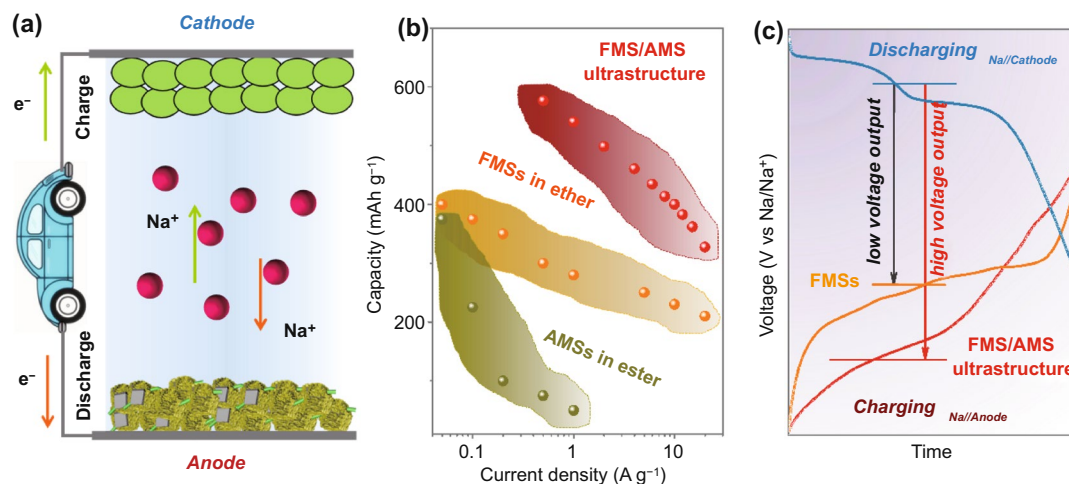 (a)
Cathode
e⁻
Charge
Na⁺
Na⁺
Discharge
e⁻
Anode
(b)
FMS/AMS
ultrastructure
FMSs in ether
AMSs in ester
Capacity (mAh g⁻¹)
600
400
200
0.1
1
10
Current density (A g⁻¹)
(c)
Discharging Na//Cathode
low voltage output
high voltage output
FMSs
FMS/AMS
ultrastructure
Charging Na//Anode
Voltage (V vs Na/Na⁺)
Time